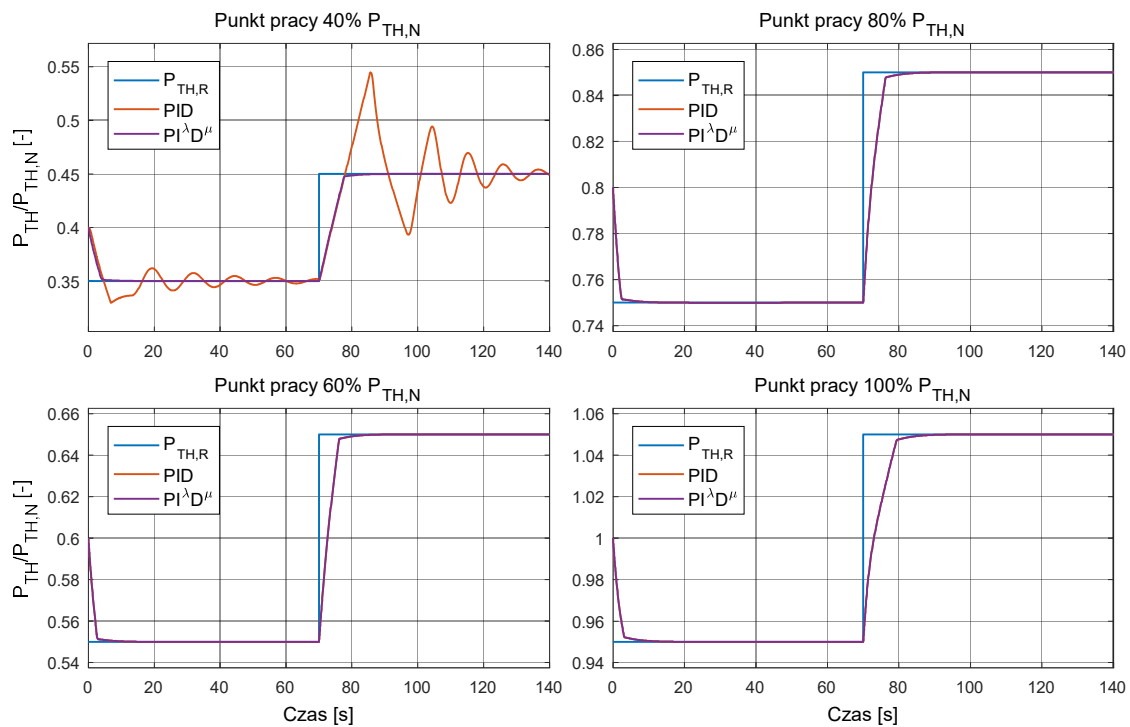 Punkt pracy 40% P_TH,N
P_TH/P_TH,N [-]
0.55
0.5
0.45
0.4
0.35
P_TH,R
PID
PI^λD^μ
0 20 40 60 80 100 120 140
Punkt pracy 80% P_TH,N
0.86
0.84
0.82
0.8
0.78
0.76
0.74
P_TH,R
PID
PI^λD^μ
0 20 40 60 80 100 120 140
Punkt pracy 60% P_TH,N
P_TH/P_TH,N [-]
0.66
0.64
0.62
0.6
0.58
0.56
0.54
P_TH,R
PID
PI^λD^μ
0 20 40 60 80 100 120 140
Czas [s]
Punkt pracy 100% P_TH,N
1.06
1.04
1.02
1
0.98
0.96
0.94
P_TH,R
PID
PI^λD^μ
0 20 40 60 80 100 120 140
Czas [s]